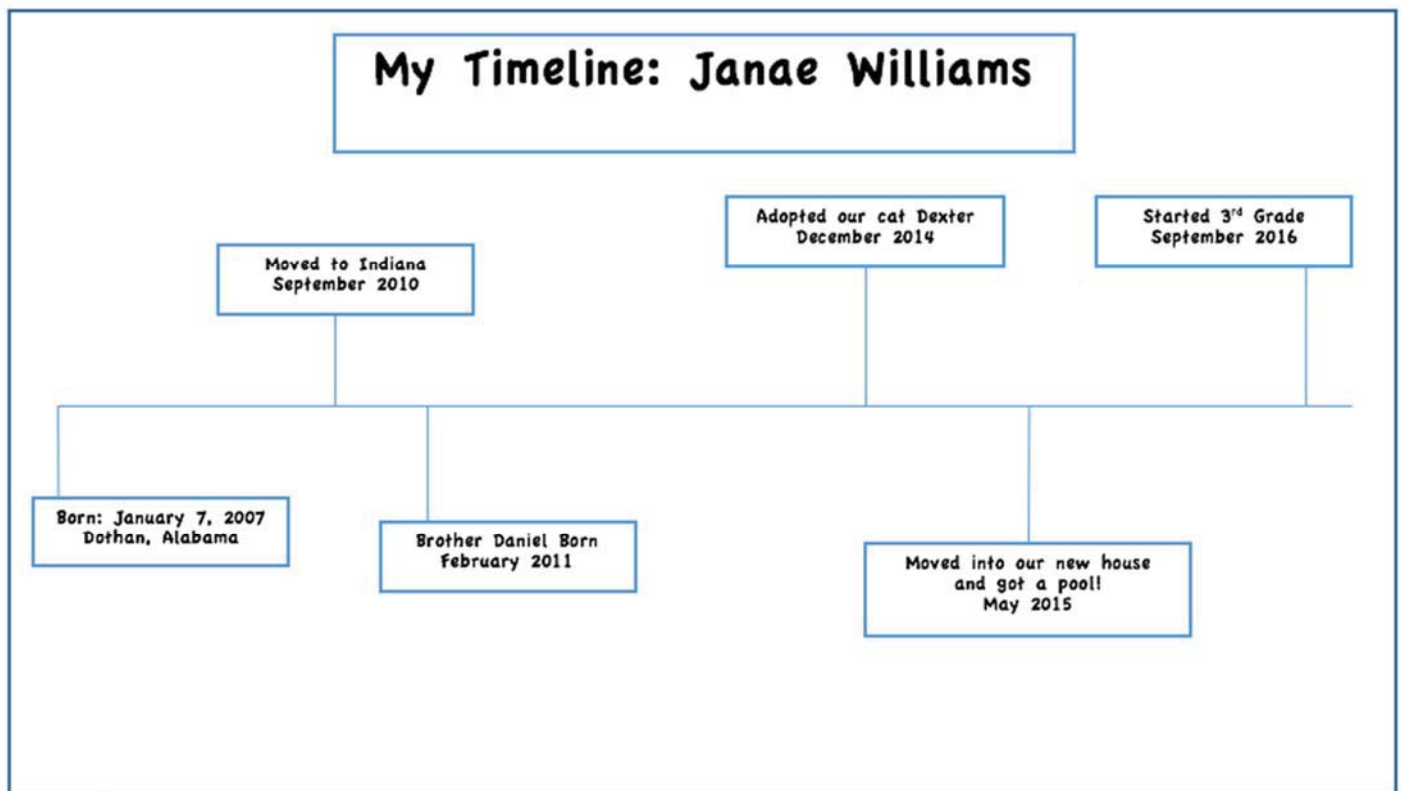 My Timeline: Janae Williams
Adopted our cat Dexter
December 2014
Started 3rd Grade
September 2016
Moved to Indiana
September 2010
Born: January 7, 2007
Dothan, Alabama
Brother Daniel Born
February 2011
Moved into our new house
and got a pool!
May 2015